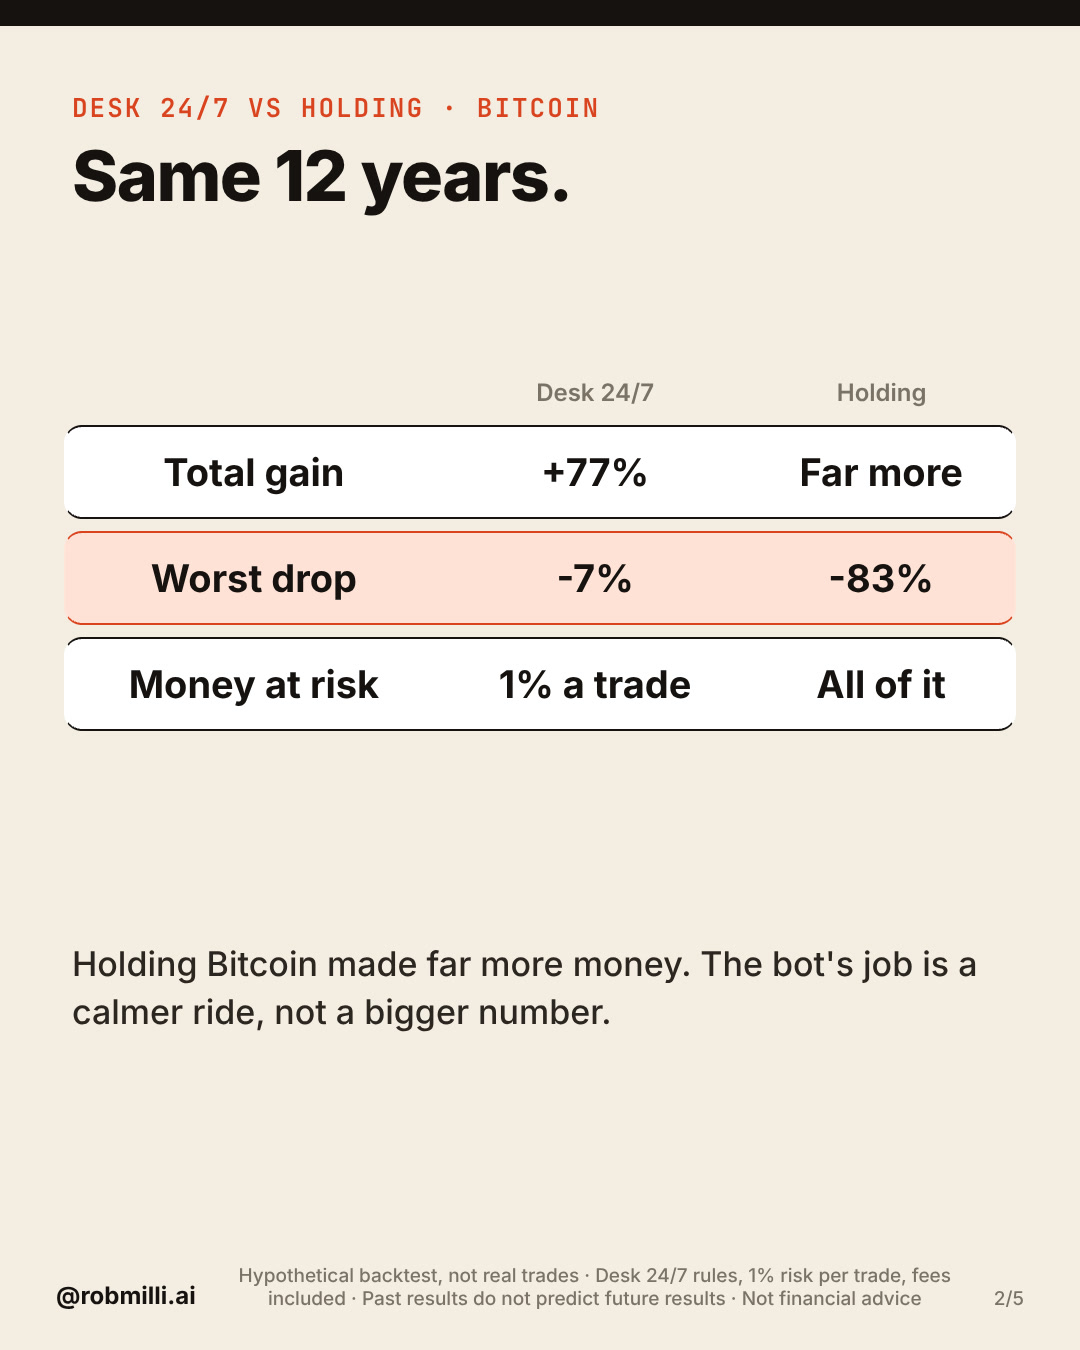 DESK 24/7 VS HOLDING · BITCOIN
Same 12 years.
Desk 24/7 Holding
Total gain +77% Far more
Worst drop -7% -83%
Money at risk 1% a trade All of it
Holding Bitcoin made far more money. The bot's job is a
calmer ride, not a bigger number.
@robmilli.ai
Hypothetical backtest, not real trades · Desk 24/7 rules, 1% risk per trade, fees
included · Past results do not predict future results · Not financial advice
2/5